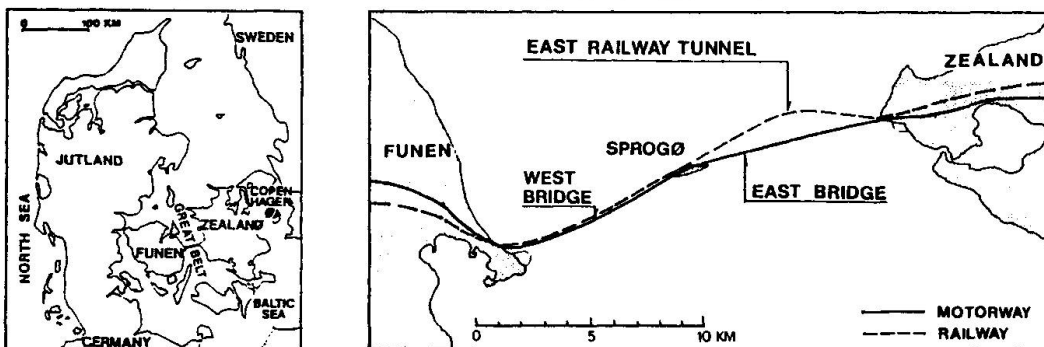 0 100 KM
SWEDEN
JUTLAND
NORTH SEA
COPEN
HAGEN
GREAT
BELT
ZEALAND
FUNEN
BALTIC
SEA
GERMANY
EAST RAILWAY TUNNEL
ZEALAND
FUNEN
SPROGØ
WEST
BRIDGE
EAST BRIDGE
0 5 10 KM
MOTORWAY
RAILWAY